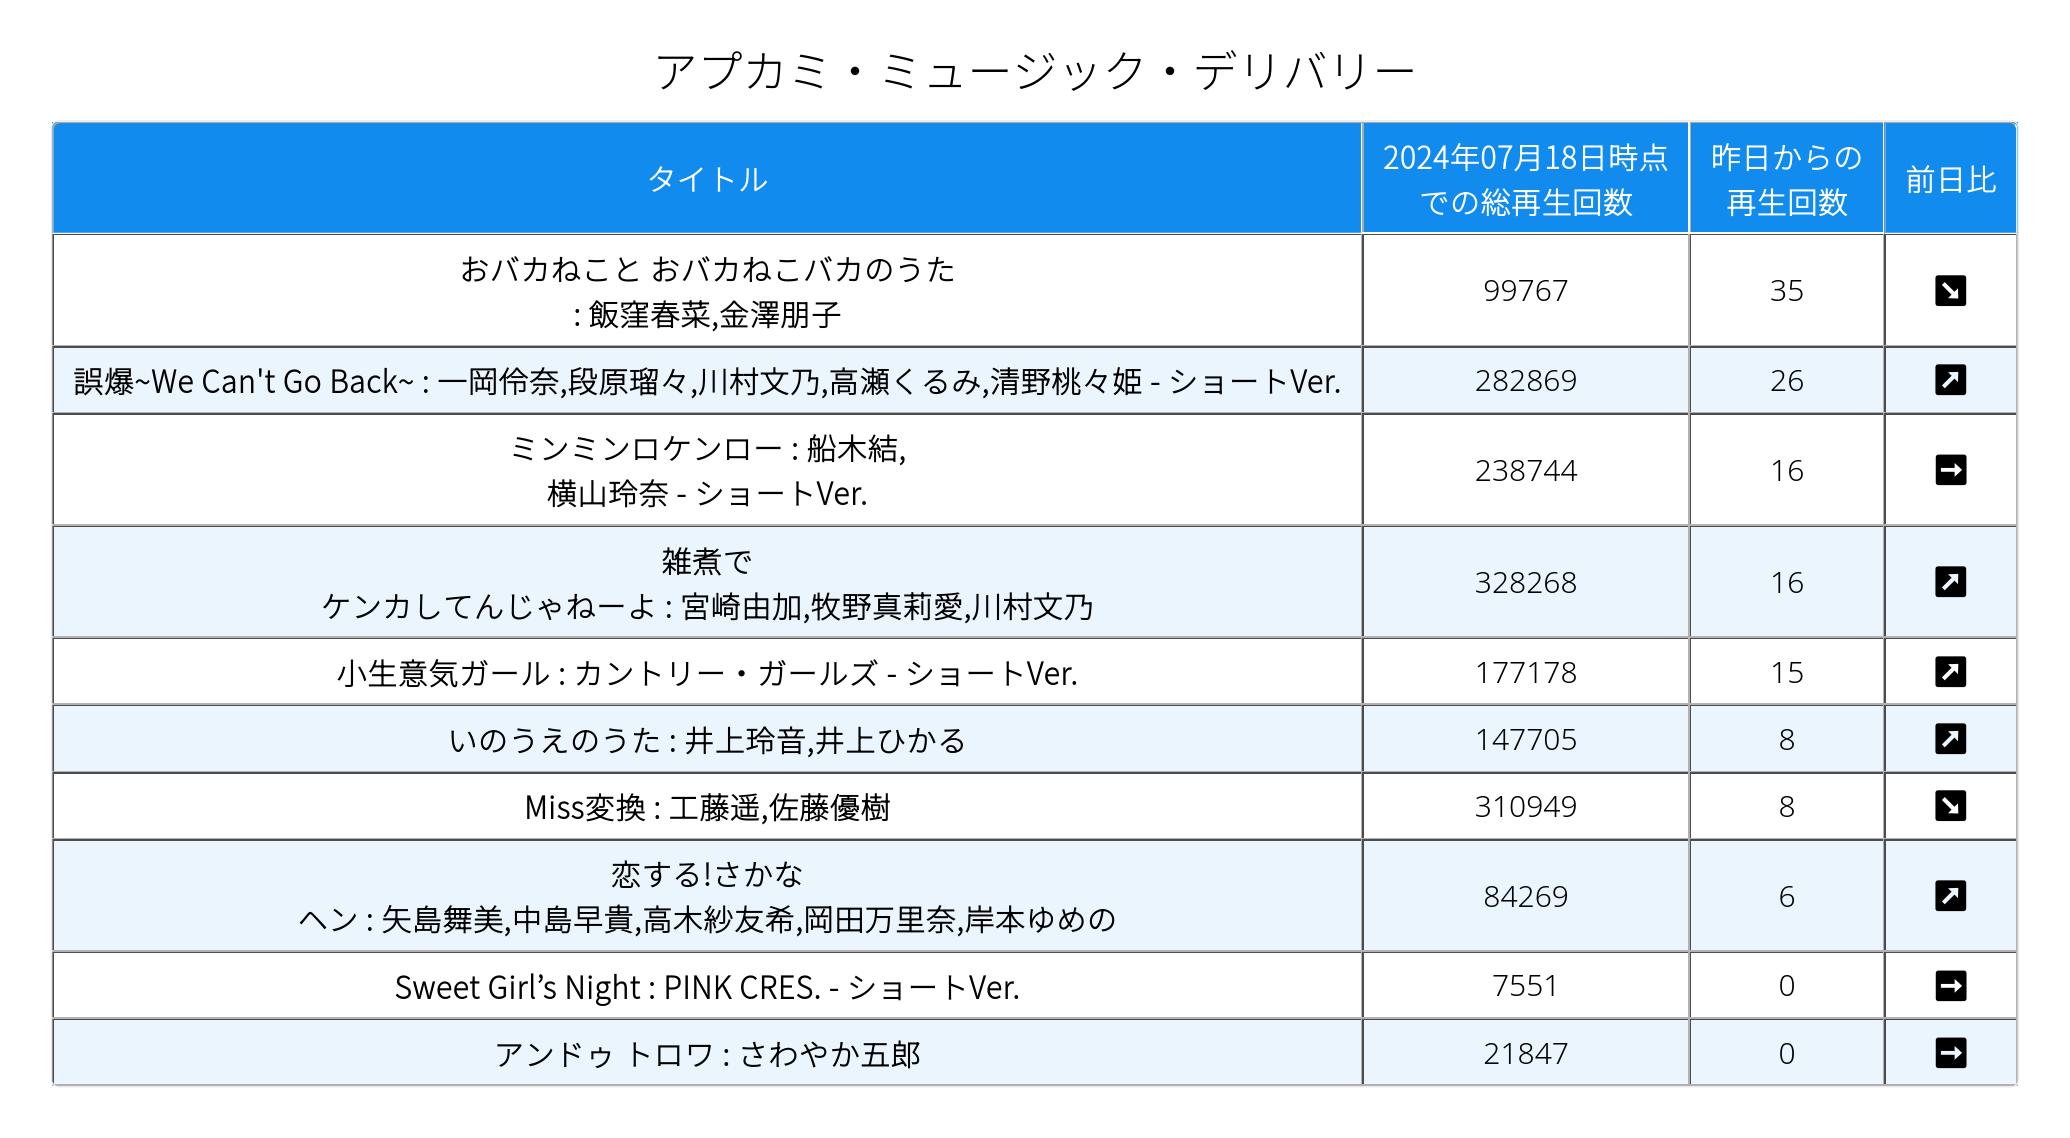 アプカミ・ミュージック・デリバリー
タイトル
2024年07月18日時点
での総再生回数
昨日からの
再生回数
前日比
おバカねこと おバカねこバカのうた
: 飯窪春菜,金澤朋子
99767
35
誤爆~We Can't Go Back~ : 一岡伶奈,段原瑠々,川村文乃,高瀬くるみ,清野桃々姫 - ショートVer.
282869
26
ミンミンロケンロー : 船木結,
横山玲奈 - ショートVer.
238744
16
雑煮で
ケンカしてんじゃねーよ : 宮崎由加,牧野真莉愛,川村文乃
328268
16
小生意気ガール : カントリー・ガールズ - ショートVer.
177178
15
いのうえのうた : 井上玲音,井上ひかる
147705
8
Miss変換 : 工藤遥,佐藤優樹
310949
8
恋する!さかな
ヘン : 矢島舞美,中島早貴,高木紗友希,岡田万里奈,岸本ゆめの
84269
6
Sweet Girl’s Night : PINK CRES. - ショートVer.
7551
0
アンドゥ トロワ : さわやか五郎
21847
0